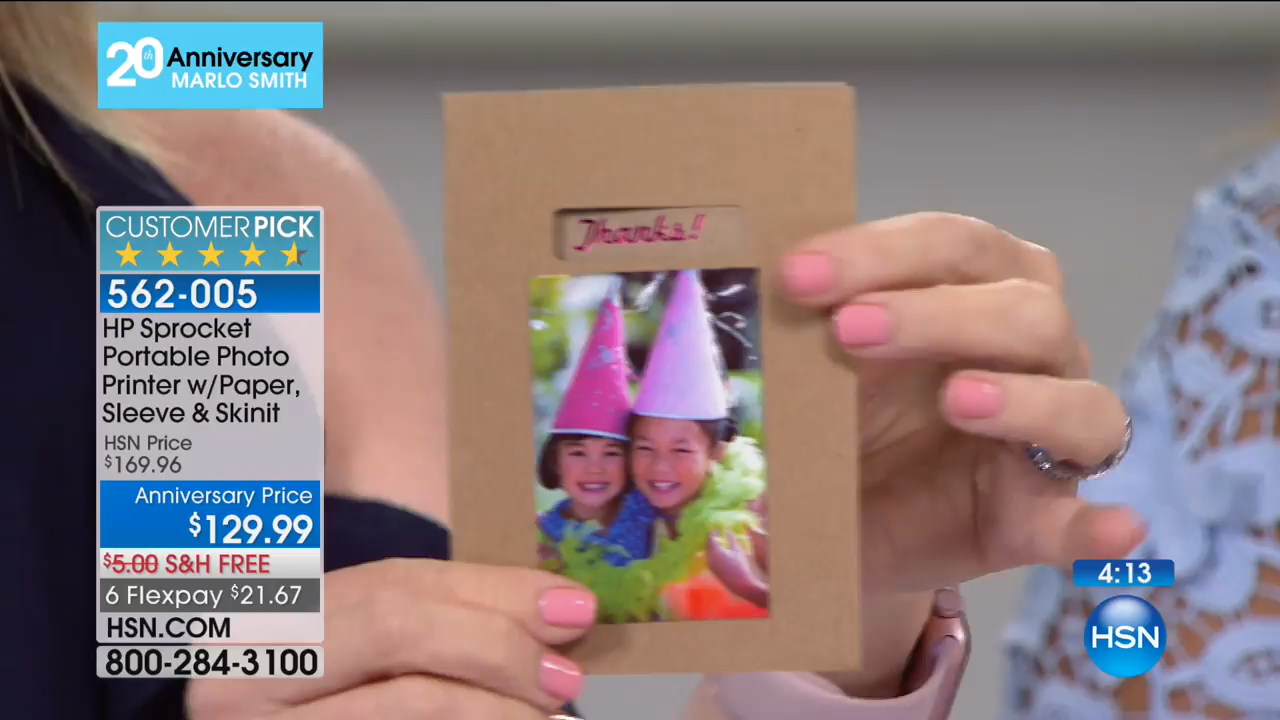 20th Anniversary
MARLO SMITH
CUSTOMER PICK
562-005
HP Sprocket
Portable Photo
Printer w/Paper,
Sleeve & Skinit
HSN Price
$169.96
Anniversary Price
$129.99
$5.00 S&H FREE
6 Flexpay $21.67
HSN.COM
800-284-3100
Thanks!
4:13
HSN